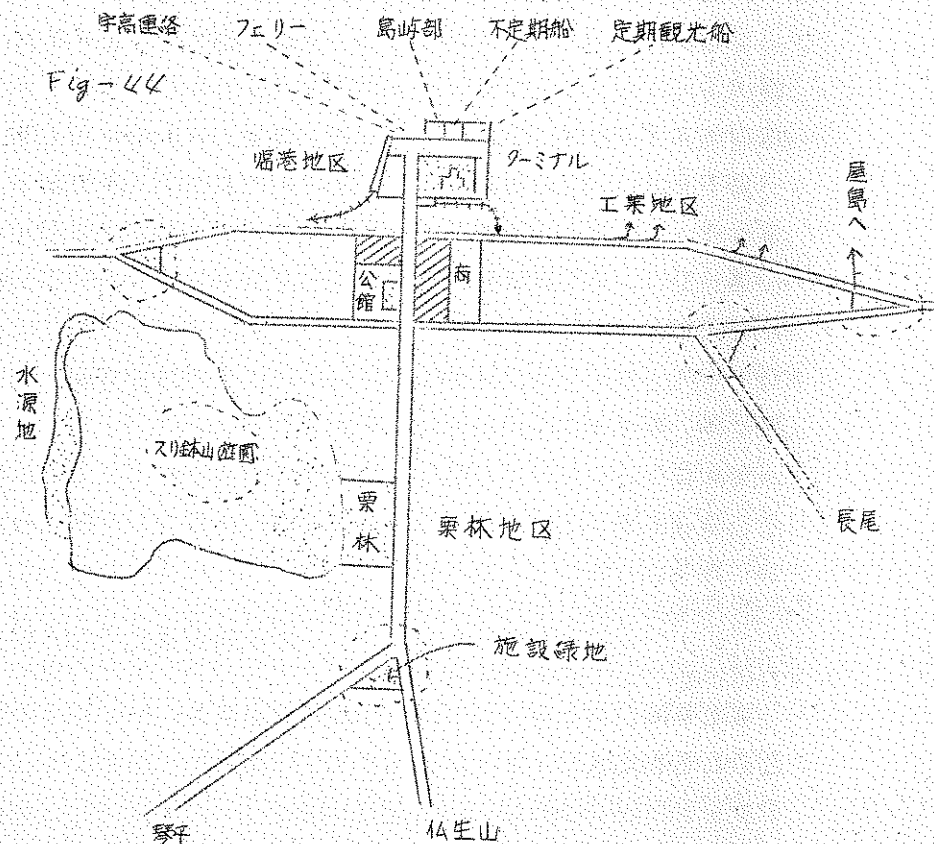 宇高連絡 フェリー 島嶼部 不定期船 定期観光船
Fig-44
臨港地区 ターミナル
工業地区
屋島へ
公館
商
水源地
スリ鉢山遊園
栗林
栗林地区
長尾
施設緑地
琴平
仏生山